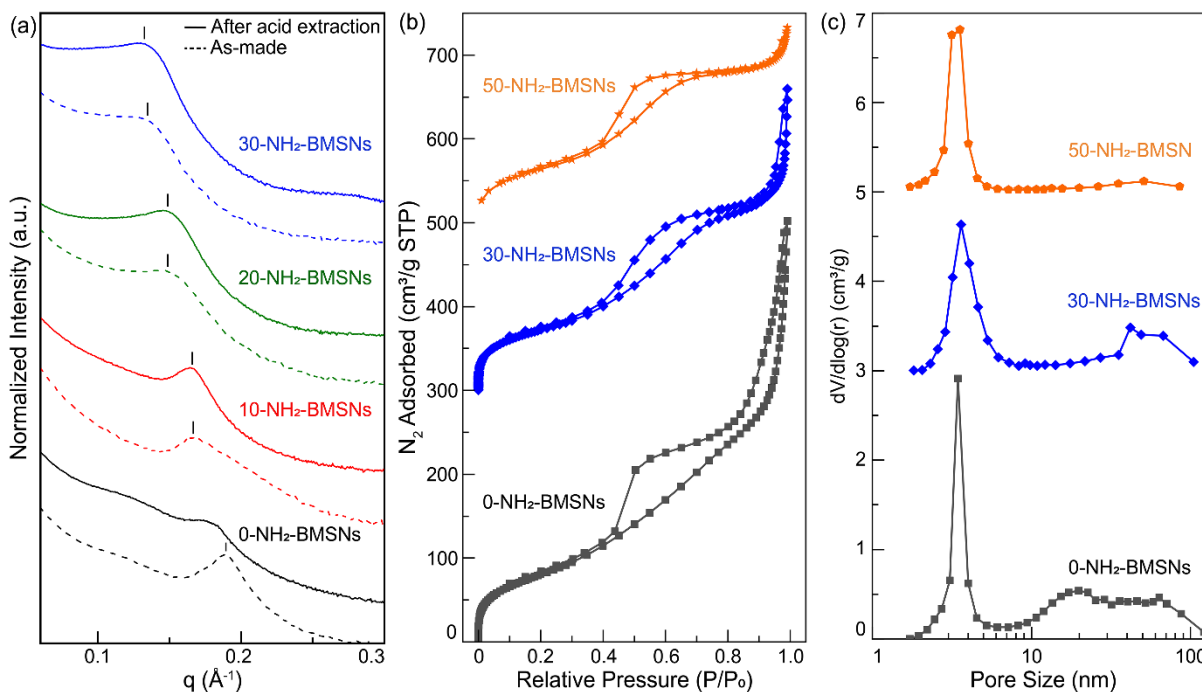 (a)
After acid extraction
As-made
30-NH₂-BMSNs
20-NH₂-BMSNs
10-NH₂-BMSNs
0-NH₂-BMSNs
Normalized Intensity (a.u.)
0.1
0.2
0.3
q (Å⁻¹)
(b)
700
600
500
400
300
200
100
0
50-NH₂-BMSNs
30-NH₂-BMSNs
0-NH₂-BMSNs
N₂ Adsorbed (cm³/g STP)
0
0.2
0.4
0.6
0.8
1.0
Relative Pressure (P/P₀)
(c)
7
6
5
4
3
2
1
0
50-NH₂-BMSN
30-NH₂-BMSNs
0-NH₂-BMSNs
dV/dlog(r) (cm³/g)
1
10
100
Pore Size (nm)